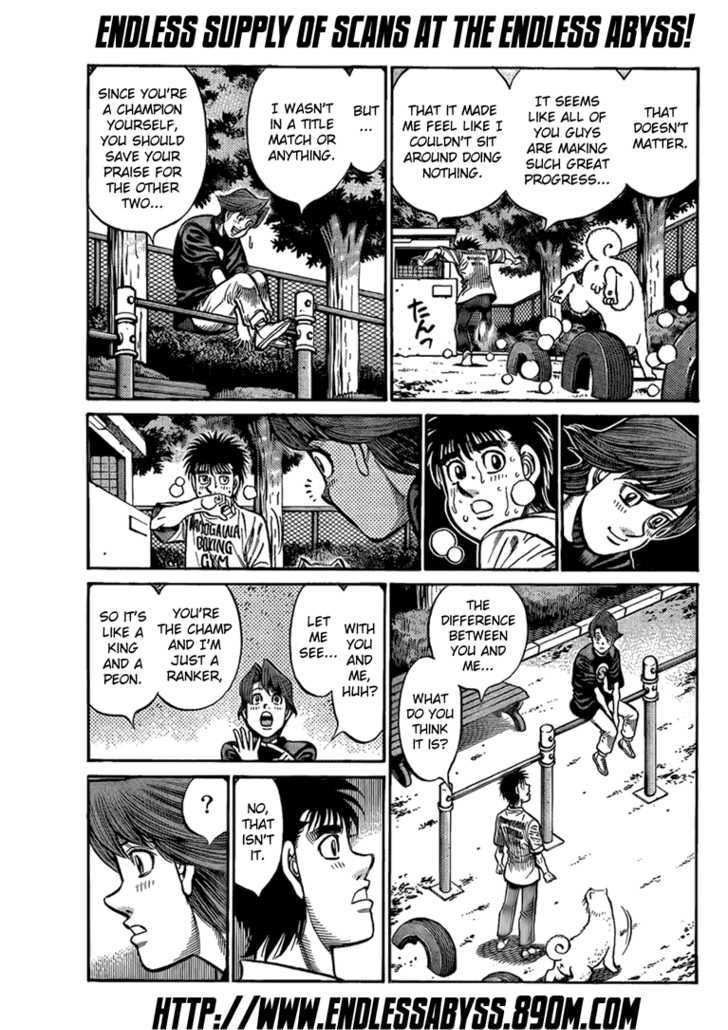 ENDLESS SUPPLY OF SCANS AT THE ENDLESS ABYSS!
THAT
DOESN'T
MATTER.
IT SEEMS
LIKE ALL OF
YOU GUYS
ARE MAKING
SUCH GREAT
PROGRESS...
THAT IT MADE
ME FEEL LIKE I
COULDN'T SIT
AROUND DOING
NOTHING.
たんっ
BUT
...
I WASN'T
IN A TITLE
MATCH OR
ANYTHING.
SINCE YOU'RE
A CHAMPION
YOURSELF,
YOU SHOULD
SAVE YOUR
PRAISE FOR
THE OTHER
TWO...
BOXING
GYM
THE
DIFFERENCE
BETWEEN
YOU AND
ME...
WHAT
DO YOU
THINK
IT IS?
WITH
YOU AND
ME,
HUH?
LET
ME
SEE...
YOU'RE
THE CHAMP
AND I'M
JUST A
RANKER,
SO IT'S
LIKE A
KING
AND A
PEON.
NO,
THAT
ISN'T
IT.
?
HTTP://WWW.ENDLESSABYSS.890M.COM